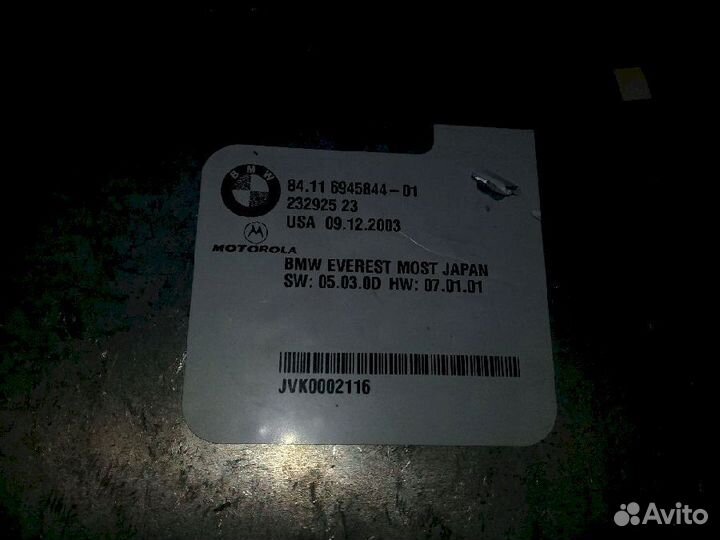 BMW
84.11 6945844-01
232925 23
USA 09.12.2003
MOTOROLA
BMW EVEREST MOST JAPAN
SW: 05.03.0D HW: 07.01.01
JVK0002116
Avito